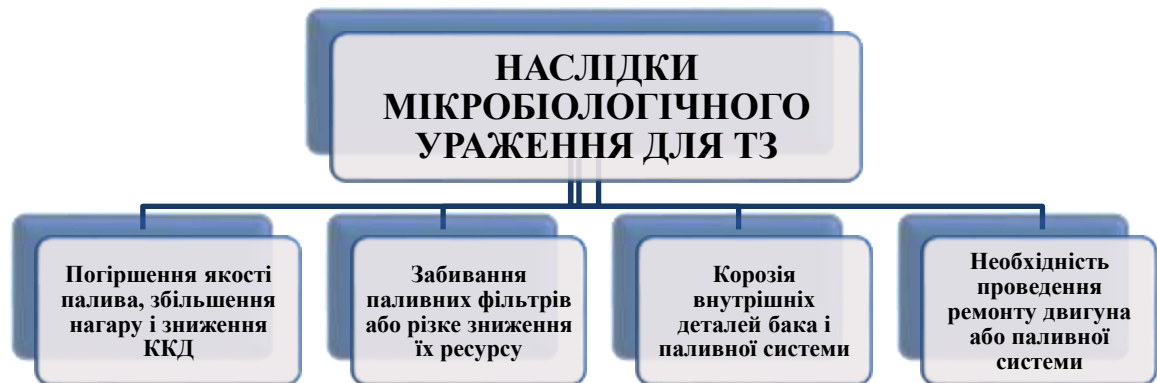 НАСЛІДКИ
МІКРОБІОЛОГІЧНОГО
УРАЖЕННЯ ДЛЯ ТЗ
Погіршення якості
палива, збільшення
нагару і зниження
ККД
Забивання
паливних фільтрів
або різке зниження
їх ресурсу
Корозія
внутрішніх
деталей бака і
паливної системи
Необхідність
проведення
ремонту двигуна
або паливної
системи